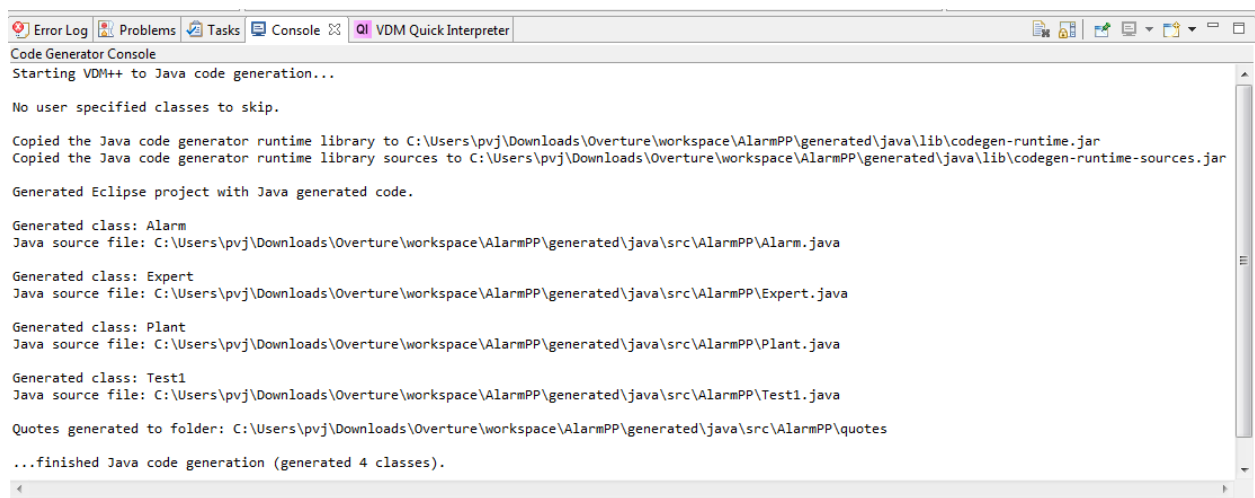 Error Log Problems Tasks Console QI VDM Quick Interpreter
Code Generator Console
Starting VDM++ to Java code generation...
No user specified classes to skip.
Copied the Java code generator runtime library to C:\Users\pvj\Downloads\Overture\workspace\AlarmPP\generated\java\lib\codegen-runtime.jar
Copied the Java code generator runtime library sources to C:\Users\pvj\Downloads\Overture\workspace\AlarmPP\generated\java\lib\codegen-runtime-sources.jar
Generated Eclipse project with Java generated code.
Generated class: Alarm
Java source file: C:\Users\pvj\Downloads\Overture\workspace\AlarmPP\generated\java\src\AlarmPP\Alarm.java
Generated class: Expert
Java source file: C:\Users\pvj\Downloads\Overture\workspace\AlarmPP\generated\java\src\AlarmPP\Expert.java
Generated class: Plant
Java source file: C:\Users\pvj\Downloads\Overture\workspace\AlarmPP\generated\java\src\AlarmPP\Plant.java
Generated class: Test1
Java source file: C:\Users\pvj\Downloads\Overture\workspace\AlarmPP\generated\java\src\AlarmPP\Test1.java
Quotes generated to folder: C:\Users\pvj\Downloads\Overture\workspace\AlarmPP\generated\java\src\AlarmPP\quotes
...finished Java code generation (generated 4 classes).